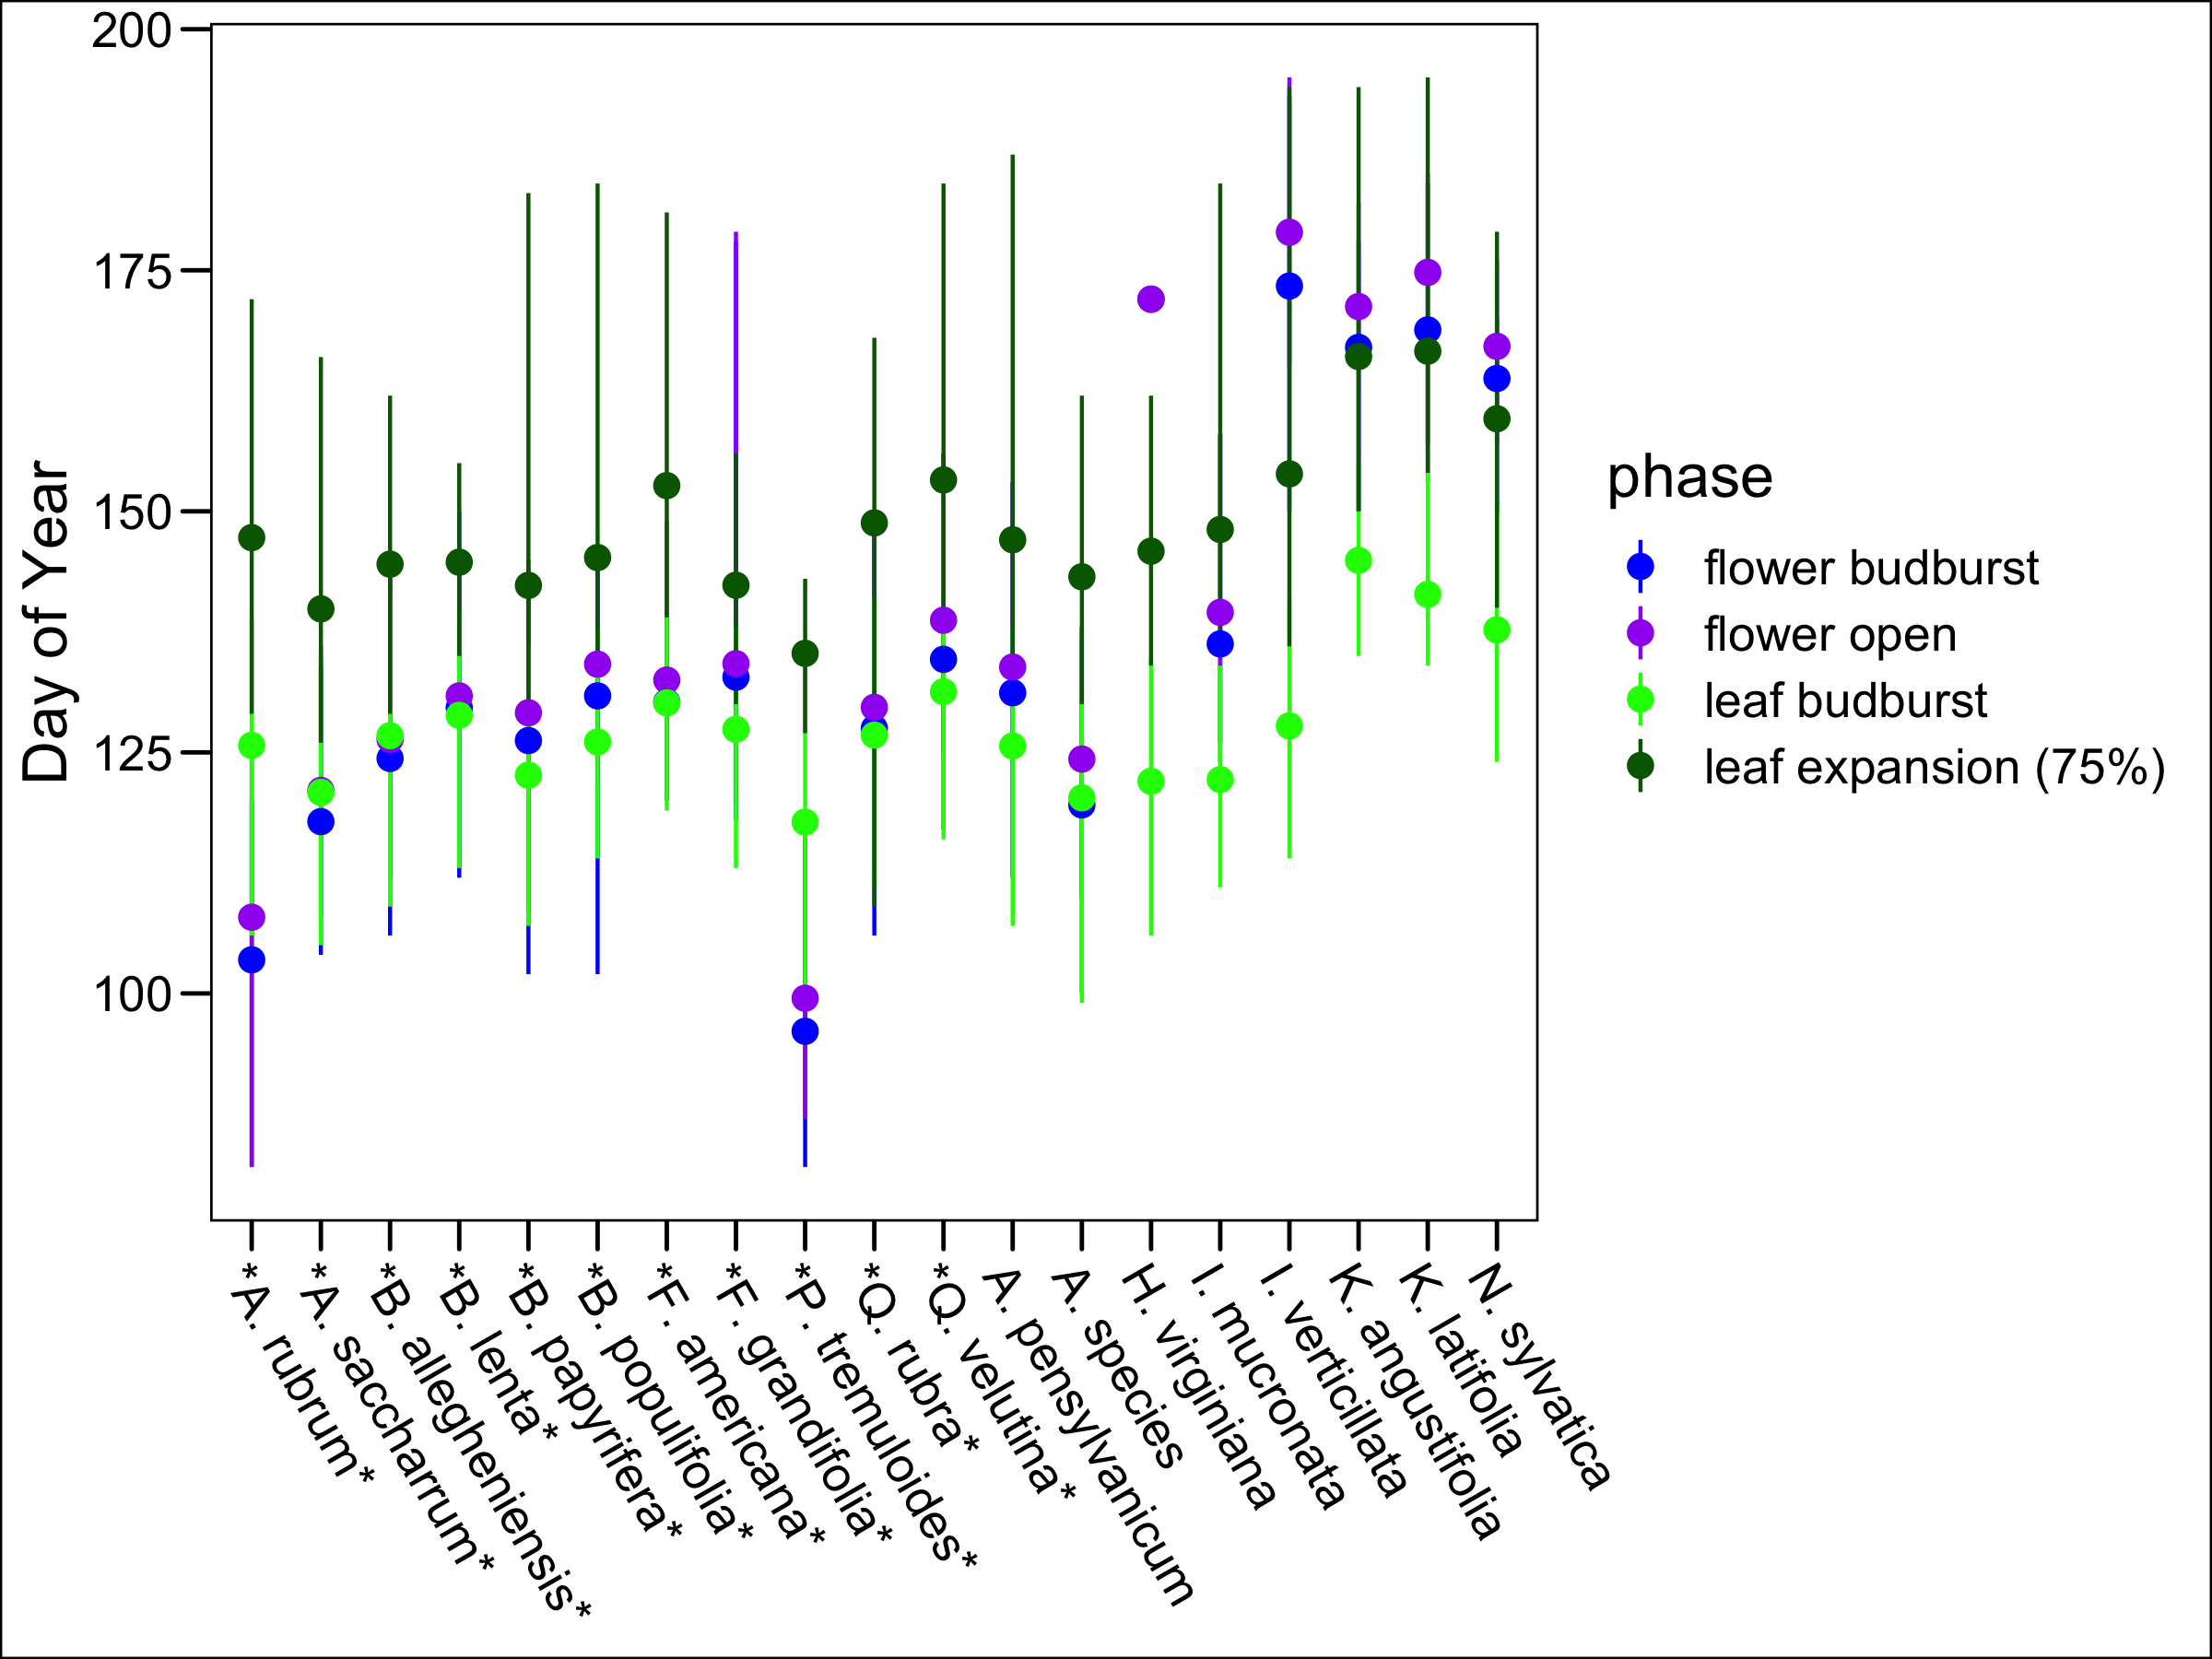 200
175
150
125
100
Day of Year
*A. rubrum*
*A. saccharrum*
*B. allegheniensis*
*B. lenta*
*B. papyrifera*
*B. populifolia*
*F. americana*
*F. grandifolia*
*P. tremuloides*
*Q. rubra*
*Q. velutina*
A. pensylvanicum
A. species
H. virginiana
I. mucronata
I. verticillata
K. angustifolia
K. latifolia
N. sylvatica
phase
flower budburst
flower open
leaf budburst
leaf expansion (75%)